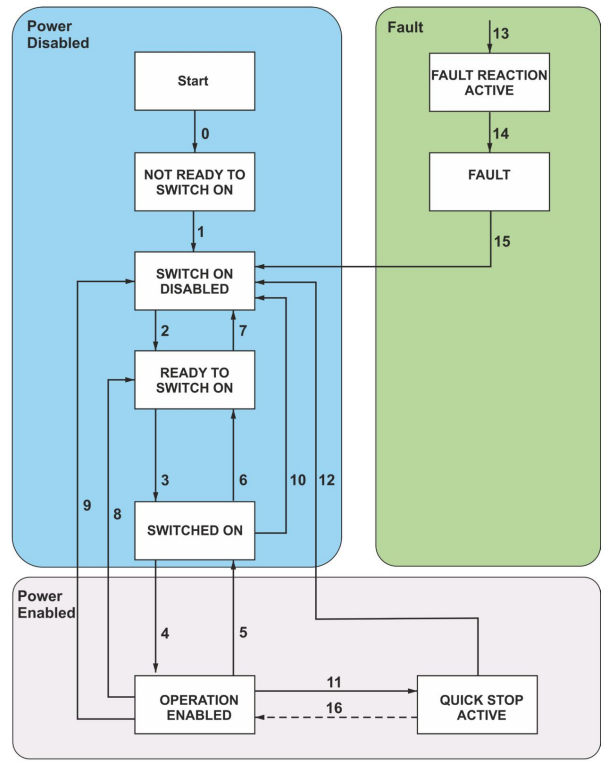 Power
Disabled
Start
0
NOT READY TO
SWITCH ON
1
SWITCH ON
DISABLED
2
7
READY TO
SWITCH ON
3
6
10
12
9
8
SWITCHED ON
Fault
13
FAULT REACTION
ACTIVE
14
FAULT
15
Power
Enabled
4
5
OPERATION
ENABLED
11
16
QUICK STOP
ACTIVE